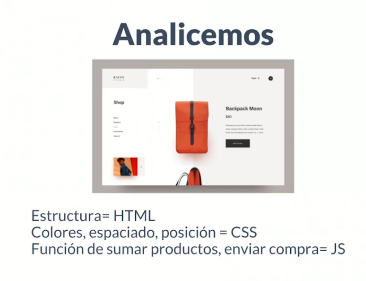 Analicemos
Shop
Backpack Moon
Estructura= HTML
Colores, espaciado, posición = CSS
Función de sumar productos, enviar compra= JS